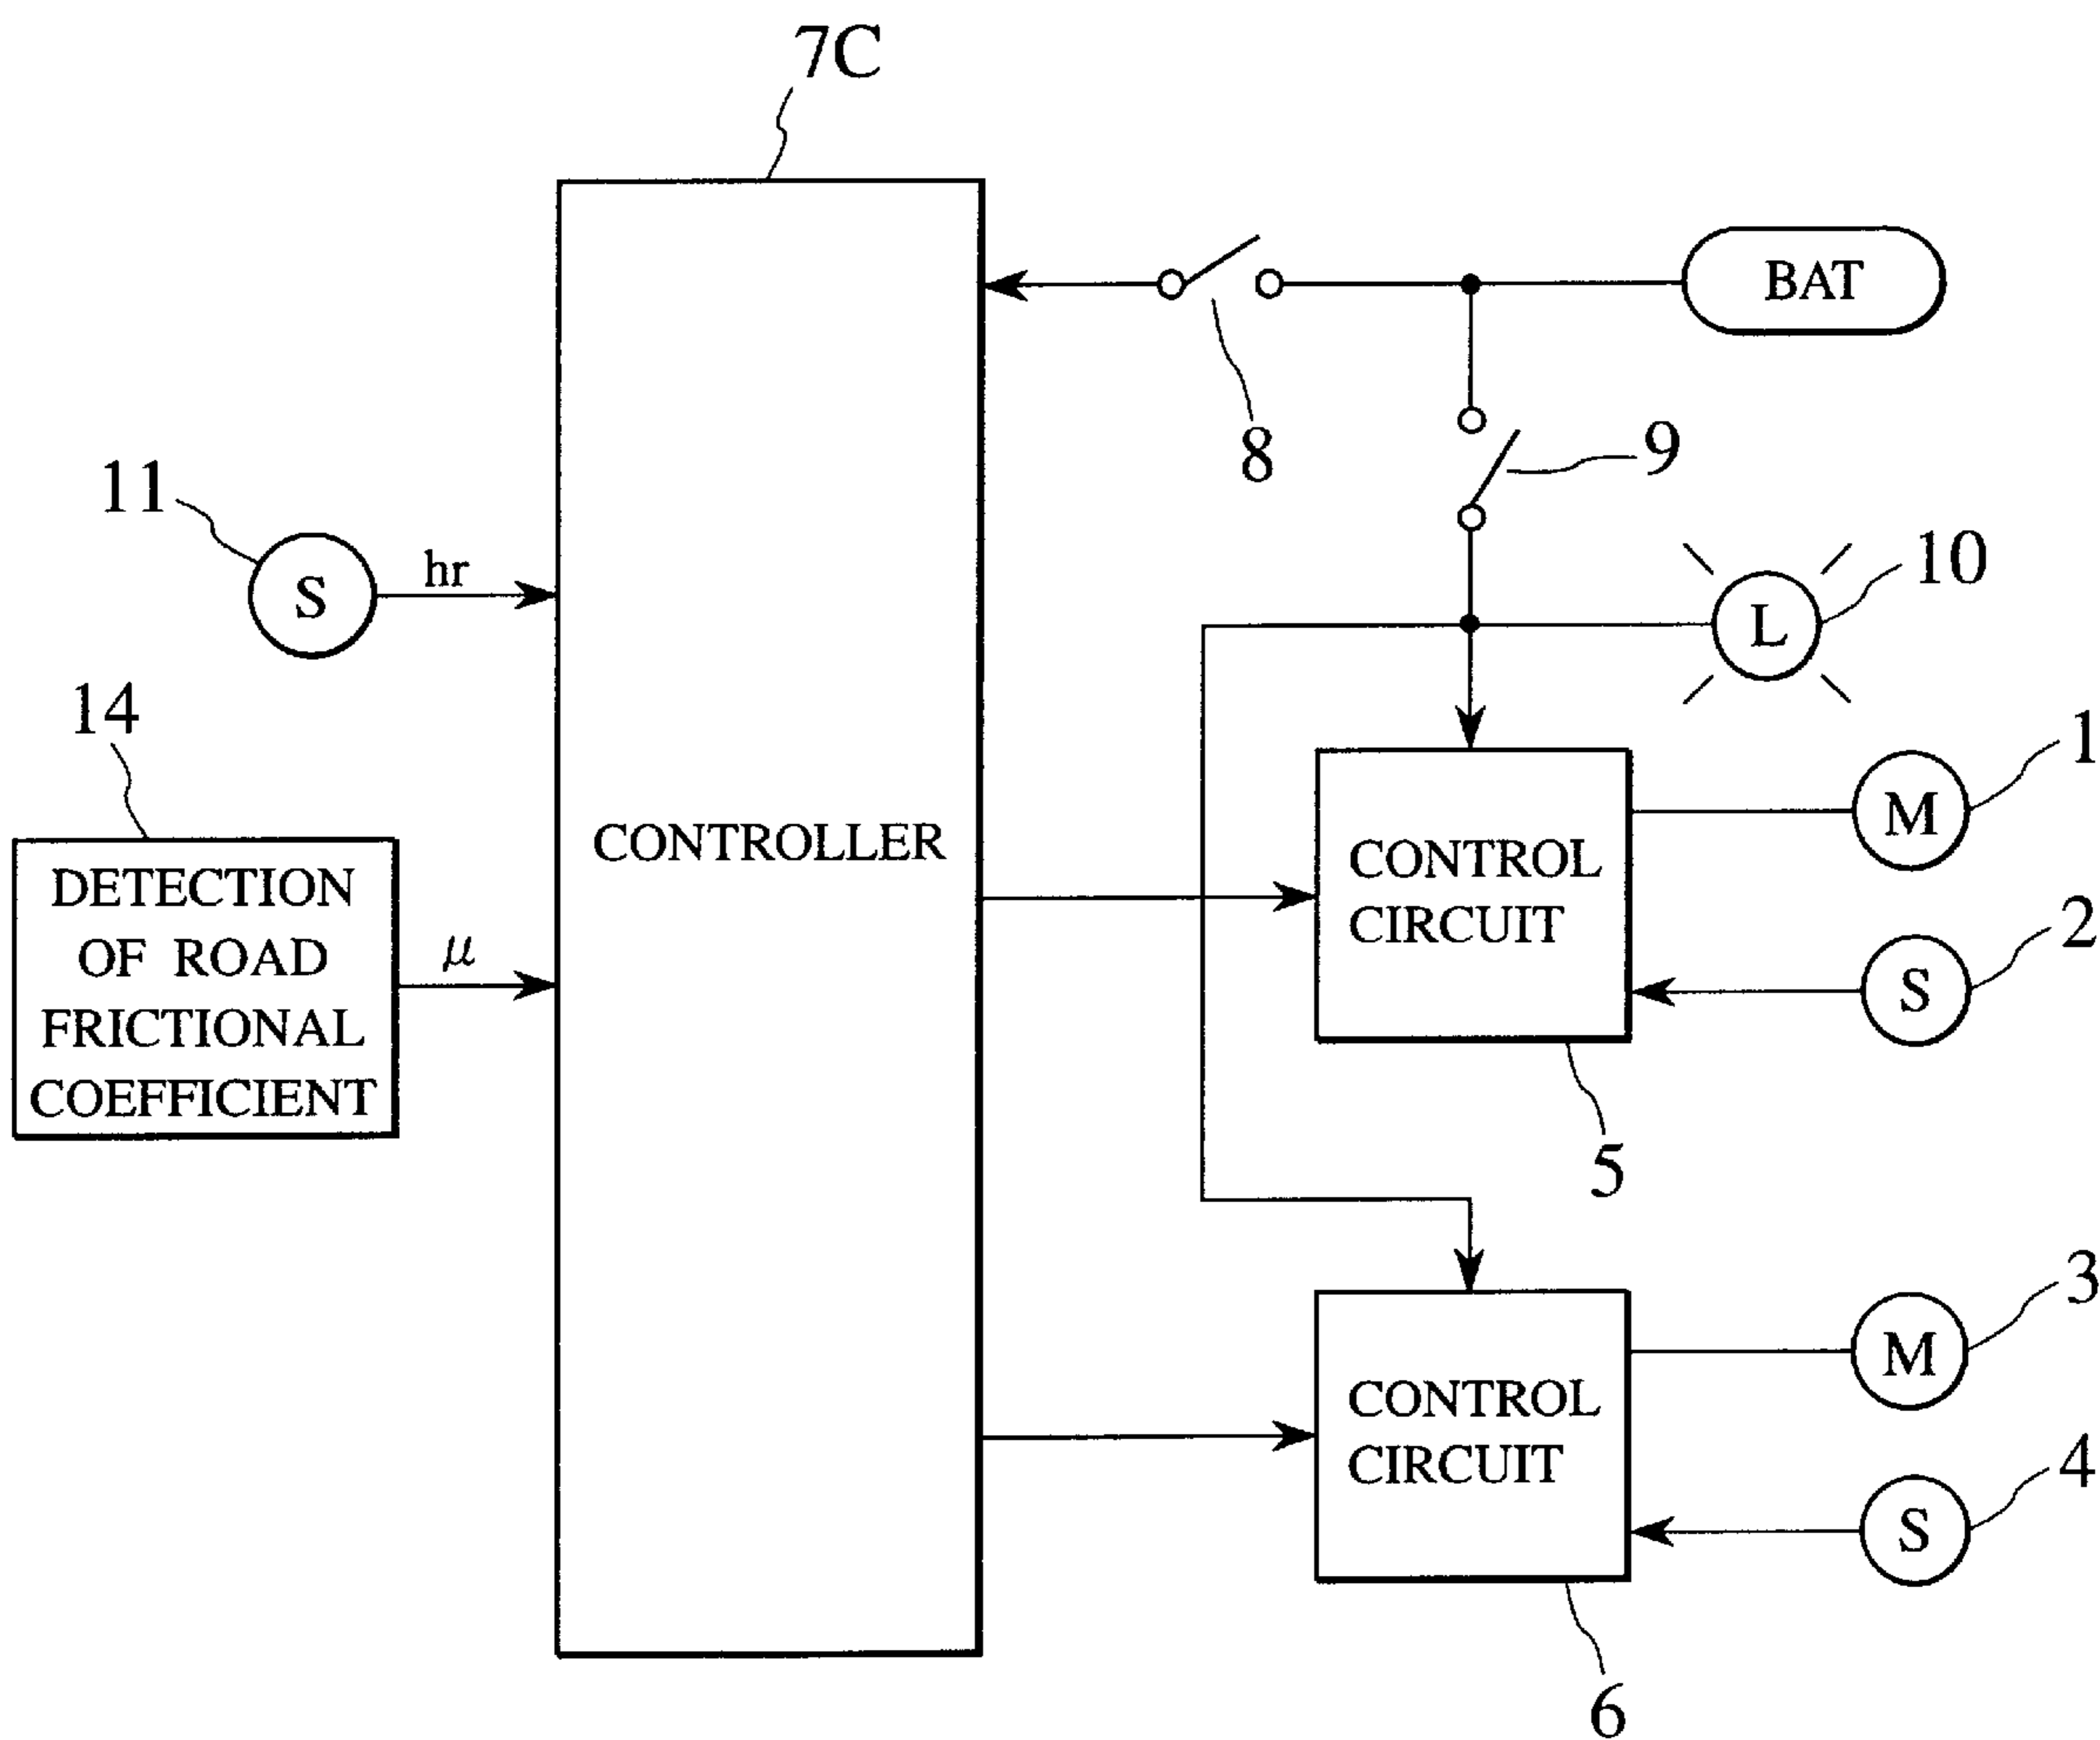 7C
BAT
8
9
11
S
hr
10
L
14
1
M
CONTROLLER
CONTROL
CIRCUIT
DETECTION
OF ROAD
FRICTIONAL
COEFFICIENT
μ
2
S
5
3
M
CONTROL
CIRCUIT
4
S
6